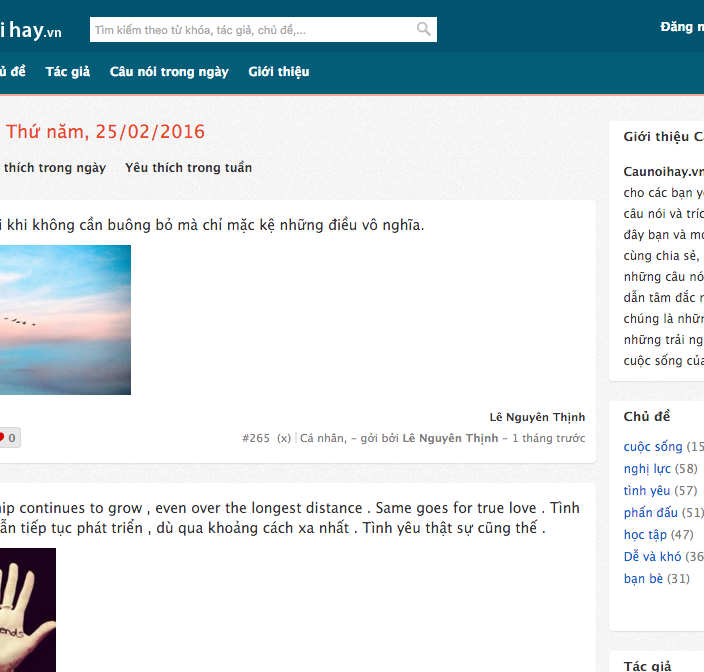 i hay.vn
Tìm kiếm theo từ khóa, tác giả, chủ đề,...
Đăng n
ủ đề Tác giả Câu nói trong ngày Giới thiệu
Thứ năm, 25/02/2016
thích trong ngày Yêu thích trong tuần
i khi không cần buông bỏ mà chỉ mặc kệ những điều vô nghĩa.
Lê Nguyên Thịnh
0
#265 (x) | Cá nhân, – gởi bởi Lê Nguyên Thịnh – 1 tháng trước
hip continues to grow , even over the longest distance . Same goes for true love . Tình
ẫn tiếp tục phát triển , dù qua khoảng cách xa nhất . Tình yêu thật sự cũng thế .
ends
Giới thiệu C
Caunoihay.vn
cho các bạn y
câu nói và tríc
đây bạn và mọ
cùng chia sẻ,
những câu nó
dẫn tâm đắc n
chúng là nhữn
những trải ng
cuộc sống của
Chủ đề
cuộc sống (15
nghị lực (58)
tình yêu (57)
phấn đấu (51)
học tập (47)
Dễ và khó (36
bạn bè (31)
Tác giả